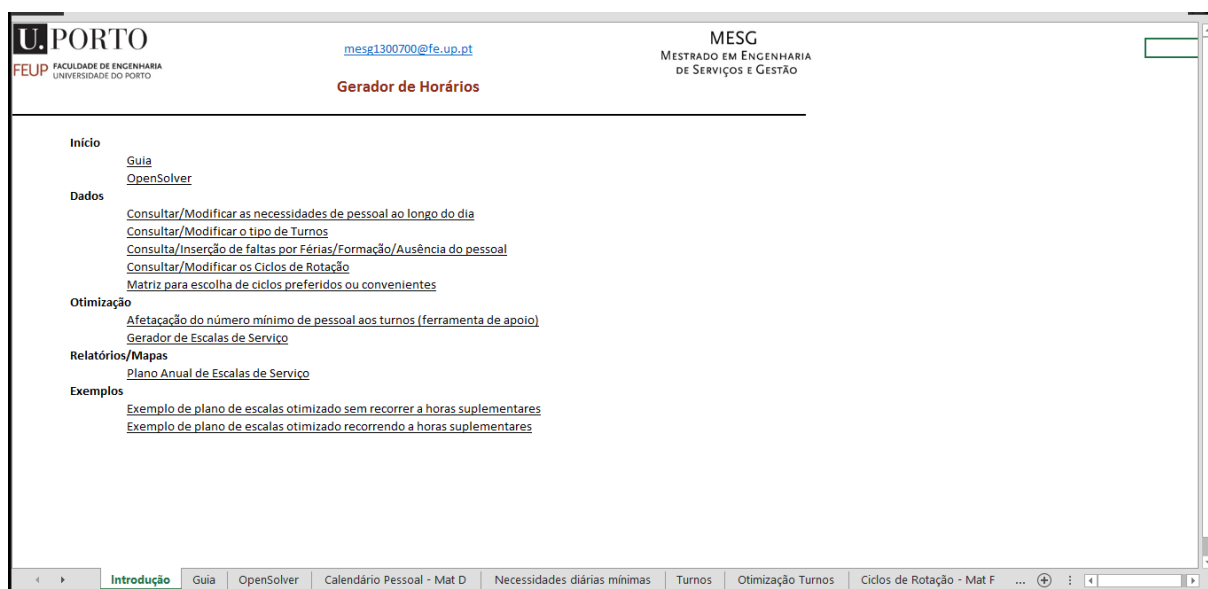 U.PORTO
FEUP FACULDADE DE ENGENHARIA
UNIVERSIDADE DO PORTO
mesg1300700@fe.up.pt
Gerador de Horários
MESG
MESTRADO EM ENGENHARIA
DE SERVIÇOS E GESTÃO
Início
Guia
OpenSolver
Dados
Consultar/Modificar as necessidades de pessoal ao longo do dia
Consultar/Modificar o tipo de Turnos
Consulta/Inserção de faltas por Férias/Formação/Ausência do pessoal
Consultar/Modificar os Ciclos de Rotação
Matriz para escolha de ciclos preferidos ou convenientes
Otimização
Afetaçação do número mínimo de pessoal aos turnos (ferramenta de apoio)
Gerador de Escalas de Serviço
Relatórios/Mapas
Plano Anual de Escalas de Serviço
Exemplos
Exemplo de plano de escalas otimizado sem recorrer a horas suplementares
Exemplo de plano de escalas otimizado recorrendo a horas suplementares
Introdução Guia OpenSolver Calendário Pessoal - Mat D Necessidades diárias mínimas Turnos Otimização Turnos Ciclos de Rotação - Mat F ...